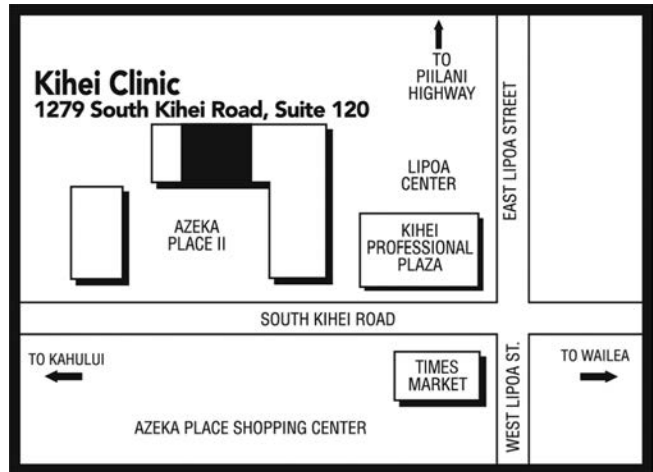 Kihei Clinic
1279 South Kihei Road, Suite 120
TO
PIILANI
HIGHWAY
EAST LIPOA STREET
LIPOA
CENTER
AZEKA
PLACE II
KIHEI
PROFESSIONAL
PLAZA
SOUTH KIHEI ROAD
TO KAHULUI
TIMES
MARKET
WEST LIPOA ST.
TO WAILEA
AZEKA PLACE SHOPPING CENTER